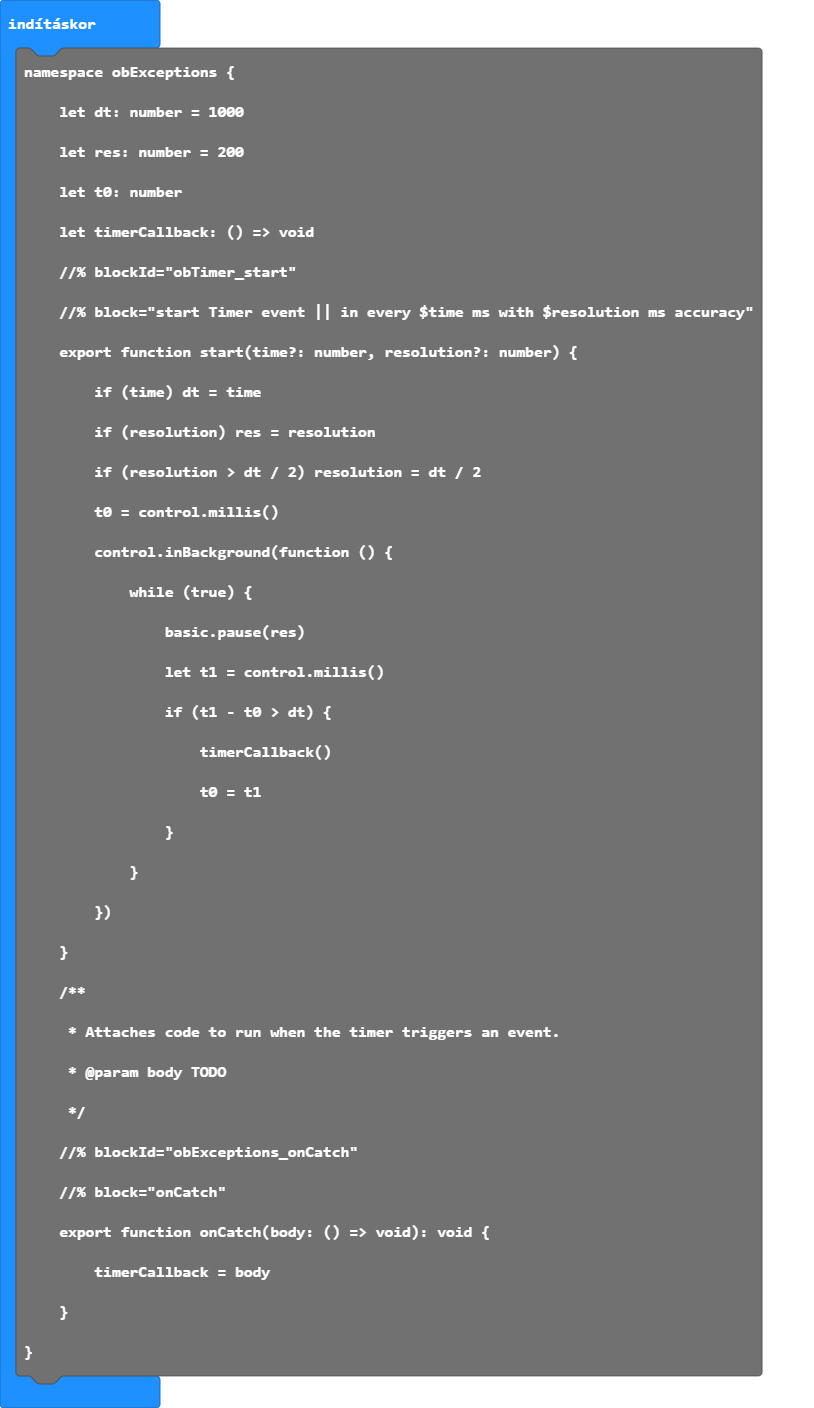 indításkor
namespace obExceptions {
let dt: number = 1000
let res: number = 200
let t0: number
let timerCallback: () => void
//% blockId="obTimer_start"
//% block="start Timer event || in every $time ms with $resolution ms accuracy"
export function start(time?: number, resolution?: number) {
if (time) dt = time
if (resolution) res = resolution
if (resolution > dt / 2) resolution = dt / 2
t0 = control.millis()
control.inBackground(function () {
while (true) {
basic.pause(res)
let t1 = control.millis()
if (t1 - t0 > dt) {
timerCallback()
t0 = t1
}
}
})
}
/**
* Attaches code to run when the timer triggers an event.
* @param body TODO
*/
//% blockId="obExceptions_onCatch"
//% block="onCatch"
export function onCatch(body: () => void): void {
timerCallback = body
}
}